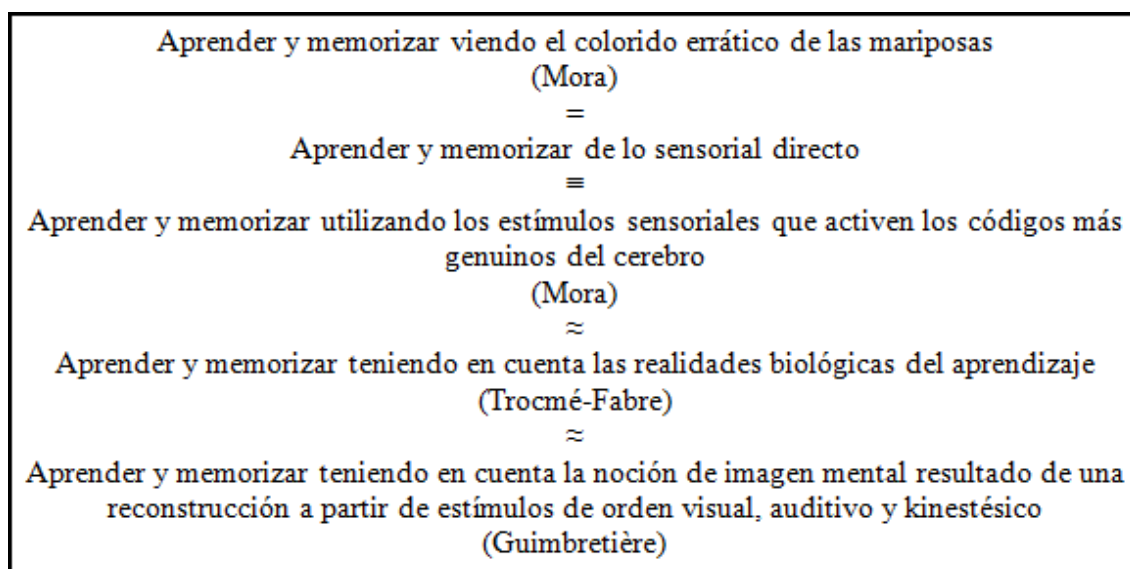 Aprender y memorizar viendo el colorido errático de las mariposas
(Mora)
=
Aprender y memorizar de lo sensorial directo
≡
Aprender y memorizar utilizando los estímulos sensoriales que activen los códigos más
genuinos del cerebro
(Mora)
≈
Aprender y memorizar teniendo en cuenta las realidades biológicas del aprendizaje
(Trocmé-Fabre)
≈
Aprender y memorizar teniendo en cuenta la noción de imagen mental resultado de una
reconstrucción a partir de estímulos de orden visual, auditivo y kinestésico
(Guimbretière)